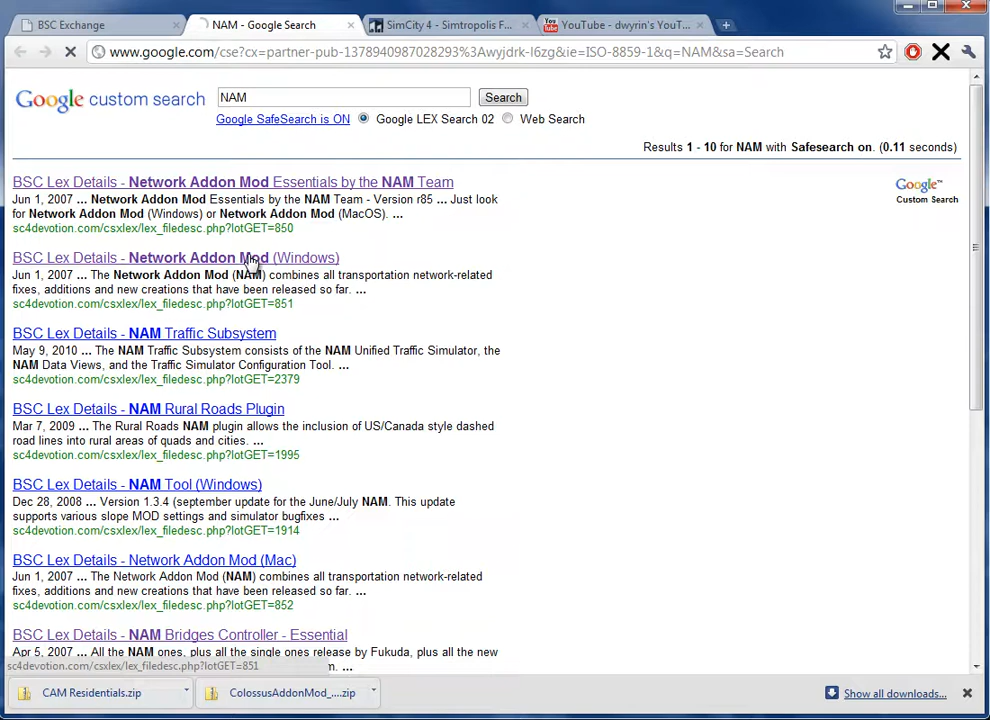 BSC Exchange
NAM - Google Search
SimCity 4 - Simtropolis F...
YouTube - dwyrin's YouT...
www.google.com/cse?cx=partner-pub-1378940987028293%3Awyjdrk-l6zg&ie=ISO-8859-1&q=NAM&sa=Search
Google custom search
NAM
Search
Google SafeSearch is ON
Google LEX Search 02
Web Search
Results 1 - 10 for NAM with Safesearch on. (0.11 seconds)
BSC Lex Details - Network Addon Mod Essentials by the NAM Team
Jun 1, 2007 ... Network Addon Mod Essentials by the NAM Team - Version r85 ... Just look
for Network Addon Mod (Windows) or Network Addon Mod (MacOS). ...
sc4devotion.com/csxlex/lex_filedesc.php?lotGET=850
Google™
Custom Search
BSC Lex Details - Network Addon Mod (Windows)
Jun 1, 2007 ... The Network Addon Mod (NAM) combines all transportation network-related
fixes, additions and new creations that have been released so far. ...
sc4devotion.com/csxlex/lex_filedesc.php?lotGET=851
BSC Lex Details - NAM Traffic Subsystem
May 9, 2010 ... The NAM Traffic Subsystem consists of the NAM Unified Traffic Simulator, the
NAM Data Views, and the Traffic Simulator Configuration Tool. ...
sc4devotion.com/csxlex/lex_filedesc.php?lotGET=2379
BSC Lex Details - NAM Rural Roads Plugin
Mar 7, 2009 ... The Rural Roads NAM plugin allows the inclusion of US/Canada style dashed
road lines into rural areas of quads and cities. ...
sc4devotion.com/csxlex/lex_filedesc.php?lotGET=1995
BSC Lex Details - NAM Tool (Windows)
Dec 28, 2008 ... Version 1.3.4 (september update for the June/July NAM. This update
supports various slope MOD settings and simulator bugfixes ...
sc4devotion.com/csxlex/lex_filedesc.php?lotGET=1914
BSC Lex Details - Network Addon Mod (Mac)
Jun 1, 2007 ... The Network Addon Mod (NAM) combines all transportation network-related
fixes, additions and new creations that have been released so far. ...
sc4devotion.com/csxlex/lex_filedesc.php?lotGET=852
BSC Lex Details - NAM Bridges Controller - Essential
Apr 5, 2007 ... All the NAM ones, plus all the single ones release by Fukuda, plus all the new
sc4devotion.com/csxlex/lex_filedesc.php?lotGET=851
m. ...
CAM Residentials.zip
ColossusAddonMod_....zip
Show all downloads...